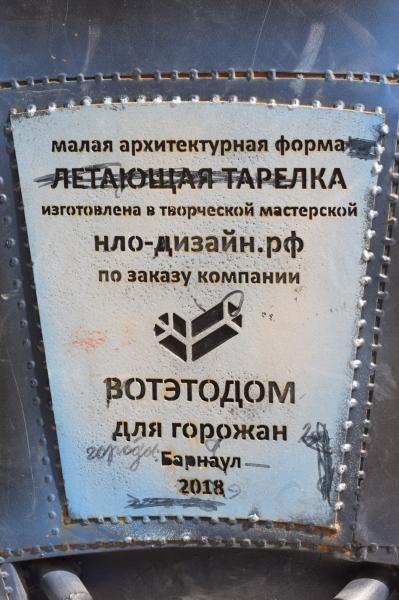 малая архитектурная форма
ЛЕТАЮЩАЯ ТАРЕЛКА
изготовлена в творческой мастерской
нло-дизайн.рф
по заказу компании
ВОТЭТОДОМ
для горожан
города
Барнаул
2018